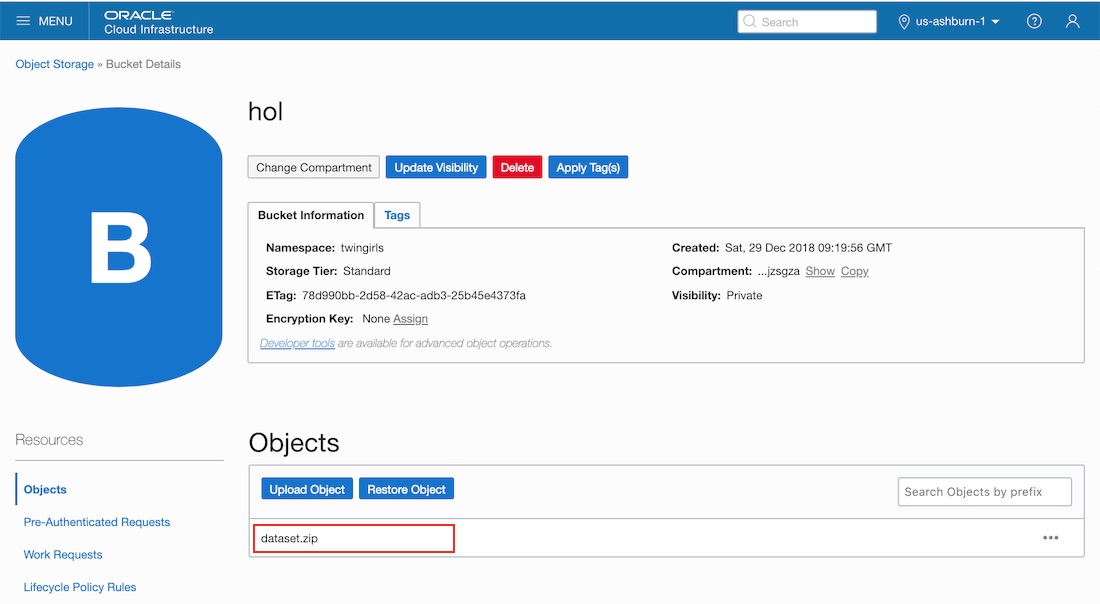 MENU
ORACLE
Cloud Infrastructure
Search
us-ashburn-1
?
Object Storage » Bucket Details
B
hol
Change Compartment Update Visibility Delete Apply Tag(s)
Bucket Information Tags
Namespace: twingirls
Storage Tier: Standard
ETag: 78d990bb-2d58-42ac-adb3-25b45e4373fa
Encryption Key: None Assign
Developer tools are available for advanced object operations.
Created: Sat, 29 Dec 2018 09:19:56 GMT
Compartment: ...jzsgza Show Copy
Visibility: Private
Resources
Objects
Pre-Authenticated Requests
Work Requests
Lifecycle Policy Rules
Objects
Upload Object Restore Object
Search Objects by prefix
dataset.zip